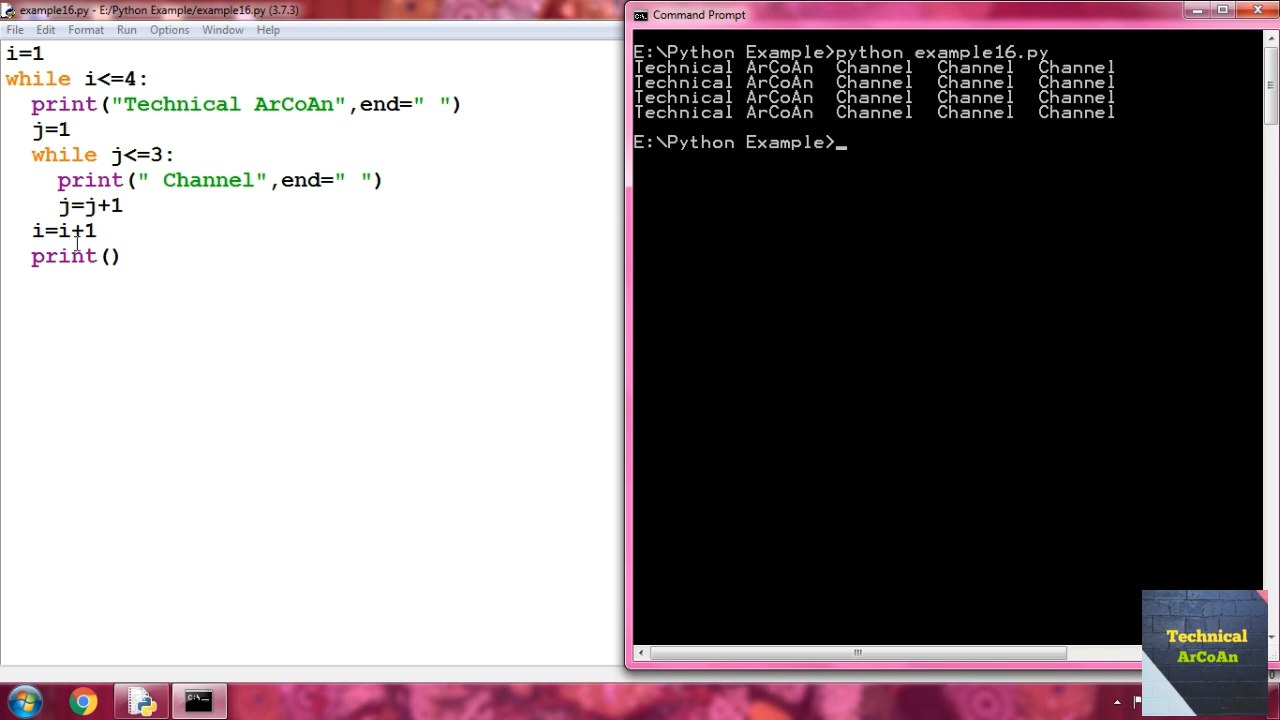 example16.py - E:/Python Example/example16.py (3.7.3)
File Edit Format Run Options Window Help
i=1
while i<=4:
  print("Technical ArCoAn",end=" ")
  j=1
  while j<=3:
    print(" Channel",end=" ")
    j=j+1
  i=i+1
  print()
Command Prompt
E:\Python Example>python example16.py
Technical ArCoAn  Channel  Channel  Channel
Technical ArCoAn  Channel  Channel  Channel
Technical ArCoAn  Channel  Channel  Channel
Technical ArCoAn  Channel  Channel  Channel
E:\Python Example>_
Technical
ArCoAn